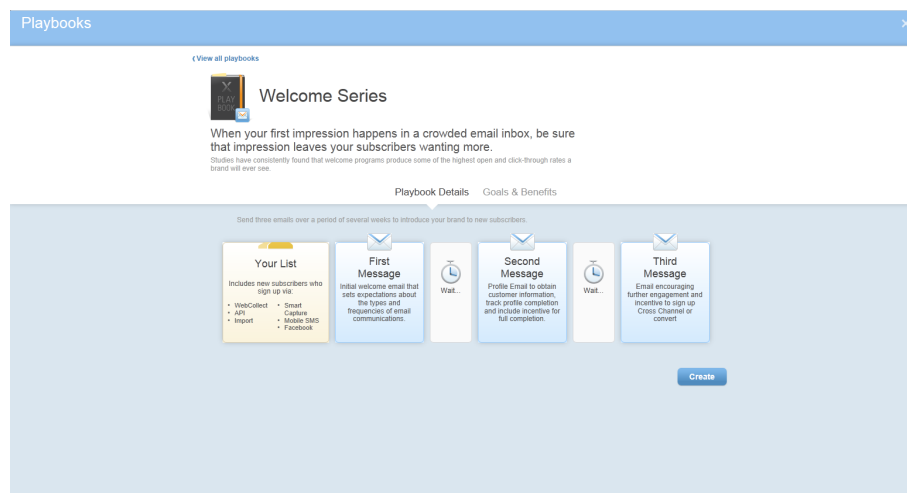 Playbooks
View all playbooks
PLAY
BOOK
Welcome Series
When your first impression happens in a crowded email inbox, be sure
that impression leaves your subscribers wanting more.
Studies have consistently found that welcome programs produce some of the highest open and click-through rates a
brand will ever see.
Playbook Details Goals & Benefits
Send three emails over a period of several weeks to introduce your brand to new subscribers.
Your List
Includes new subscribers who
sign up via:
• WebCollect
• API
• Import
• Smart
Capture
• Mobile SMS
• Facebook
First
Message
Initial welcome email that
sets expectations about
the types and
frequencies of email
communications.
Wait...
Second
Message
Profile Email to obtain
customer information,
track profile completion
and include incentive for
full completion.
Wait...
Third
Message
Email encouraging
further engagement and
incentive to sign up
Cross Channel or
convert
Create